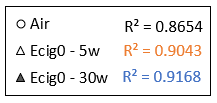 Air R² = 0.8654
Ecig0 - 5w R² = 0.9043
Ecig0 - 30w R² = 0.9168